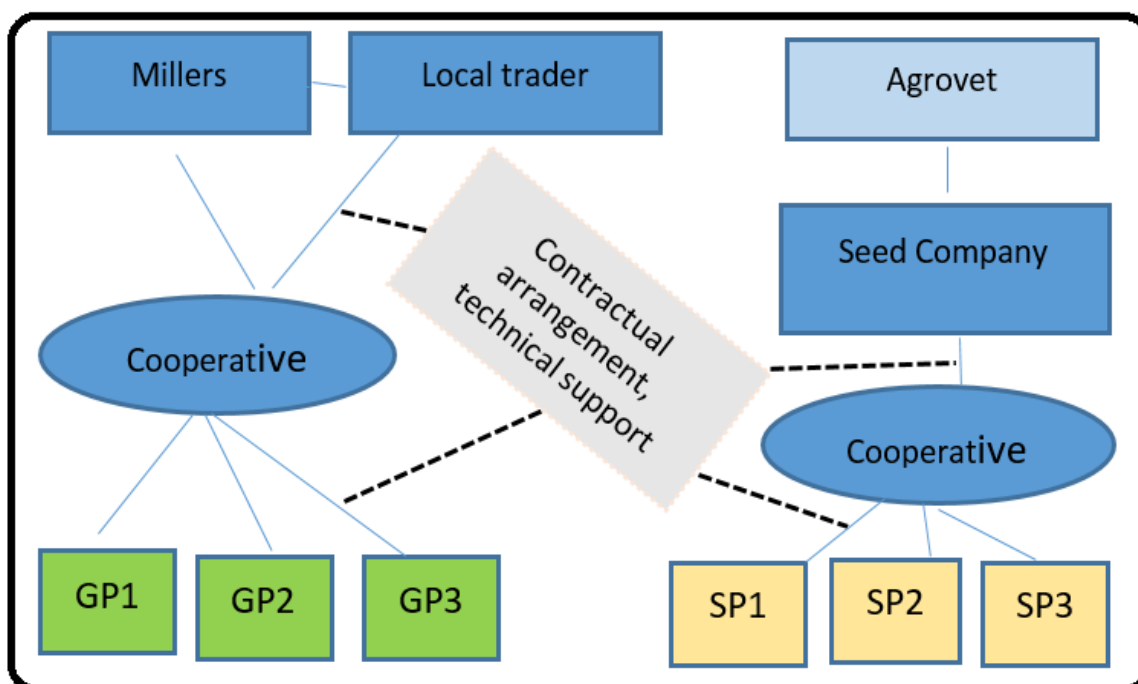 Millers
Local trader
Agrovet
Seed Company
Contractual
arrangement,
technical support
Cooperative
Cooperative
GP1
GP2
GP3
SP1
SP2
SP3